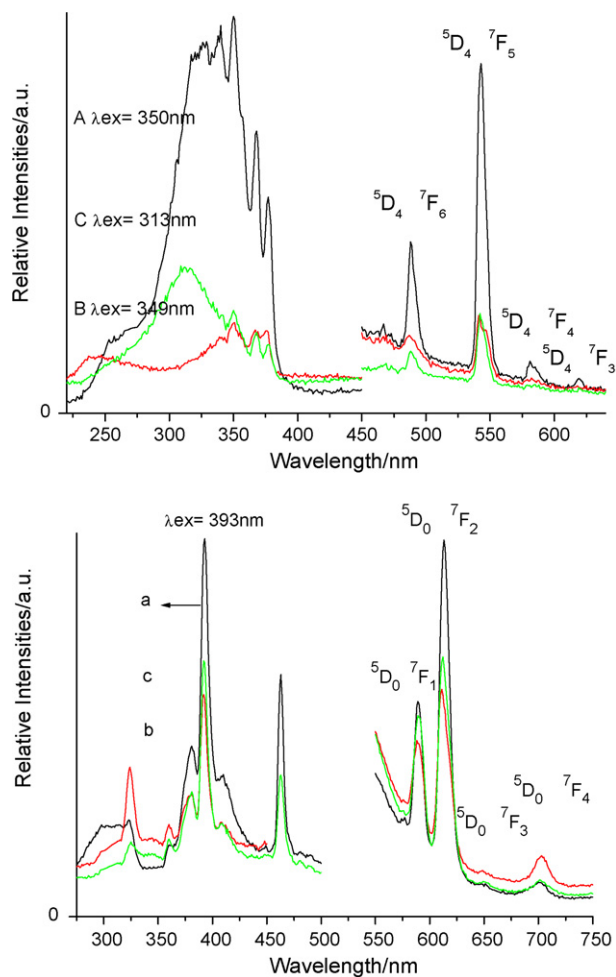 ⁵D₄ ⁷F₅
A λex= 350nm
C λex= 313nm
⁵D₄ ⁷F₆
B λex= 349nm
⁵D₄ ⁷F₄
⁵D₄ ⁷F₃
Relative Intensities/a.u.
0
250 300 350 400 450 500 550 600
Wavelength/nm
λex= 393nm
⁵D₀ ⁷F₂
a
c
⁵D₀ ⁷F₁
b
⁵D₀ ⁷F₄
⁵D₀ ⁷F₃
Relative Intensities/a.u.
0
300 350 400 450 500 550 600 650 700 750
Wavelength/nm